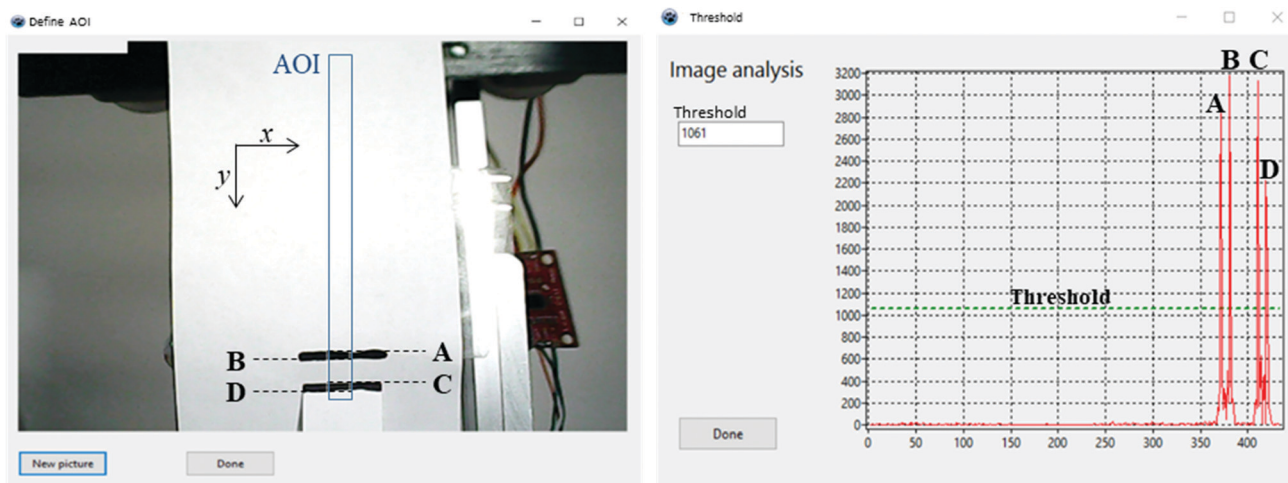 Define AOI
AOI
x
y
B
A
D
C
New picture
Done
Threshold
Image analysis
Threshold
1061
Done
A
B
C
D
Threshold
3200
3000
2800
2600
2400
2200
2000
1800
1600
1400
1200
1000
800
600
400
200
0
0 50 100 150 200 250 300 350 400